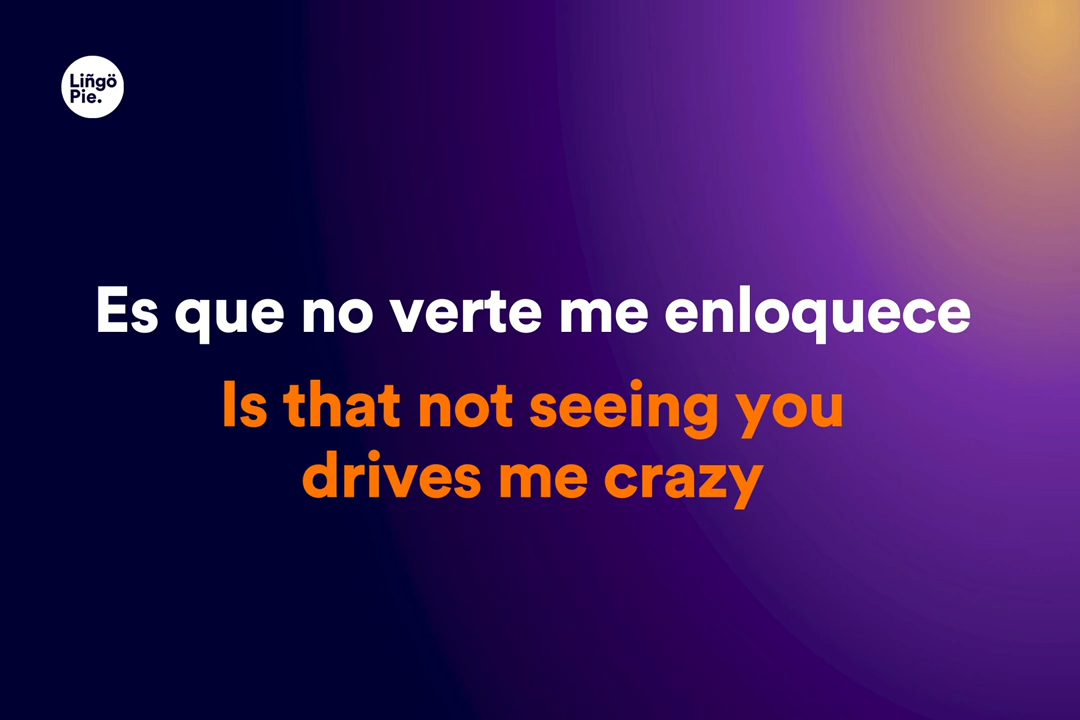 Liñgö
Pie.
Es que no verte me enloquece
Is that not seeing you
drives me crazy